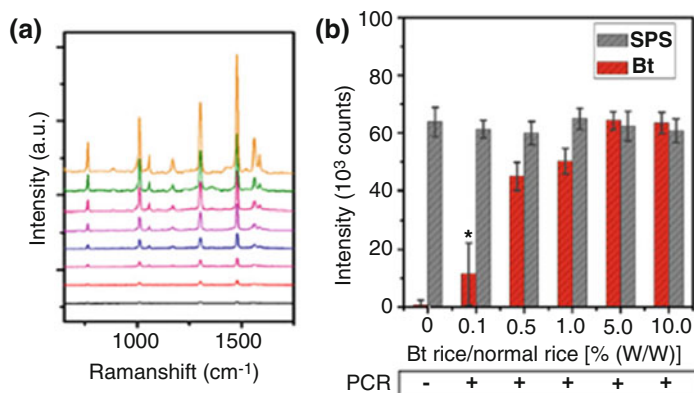 (a)
Intensity (a.u.)
1000 1500
Ramanshift (cm⁻¹)
(b)
SPS
Bt
Intensity (10³ counts)
100
80
60
40
20
0
*
0 0.1 0.5 1.0 5.0 10.0
Bt rice/normal rice [% (W/W)]
PCR - + + + + +